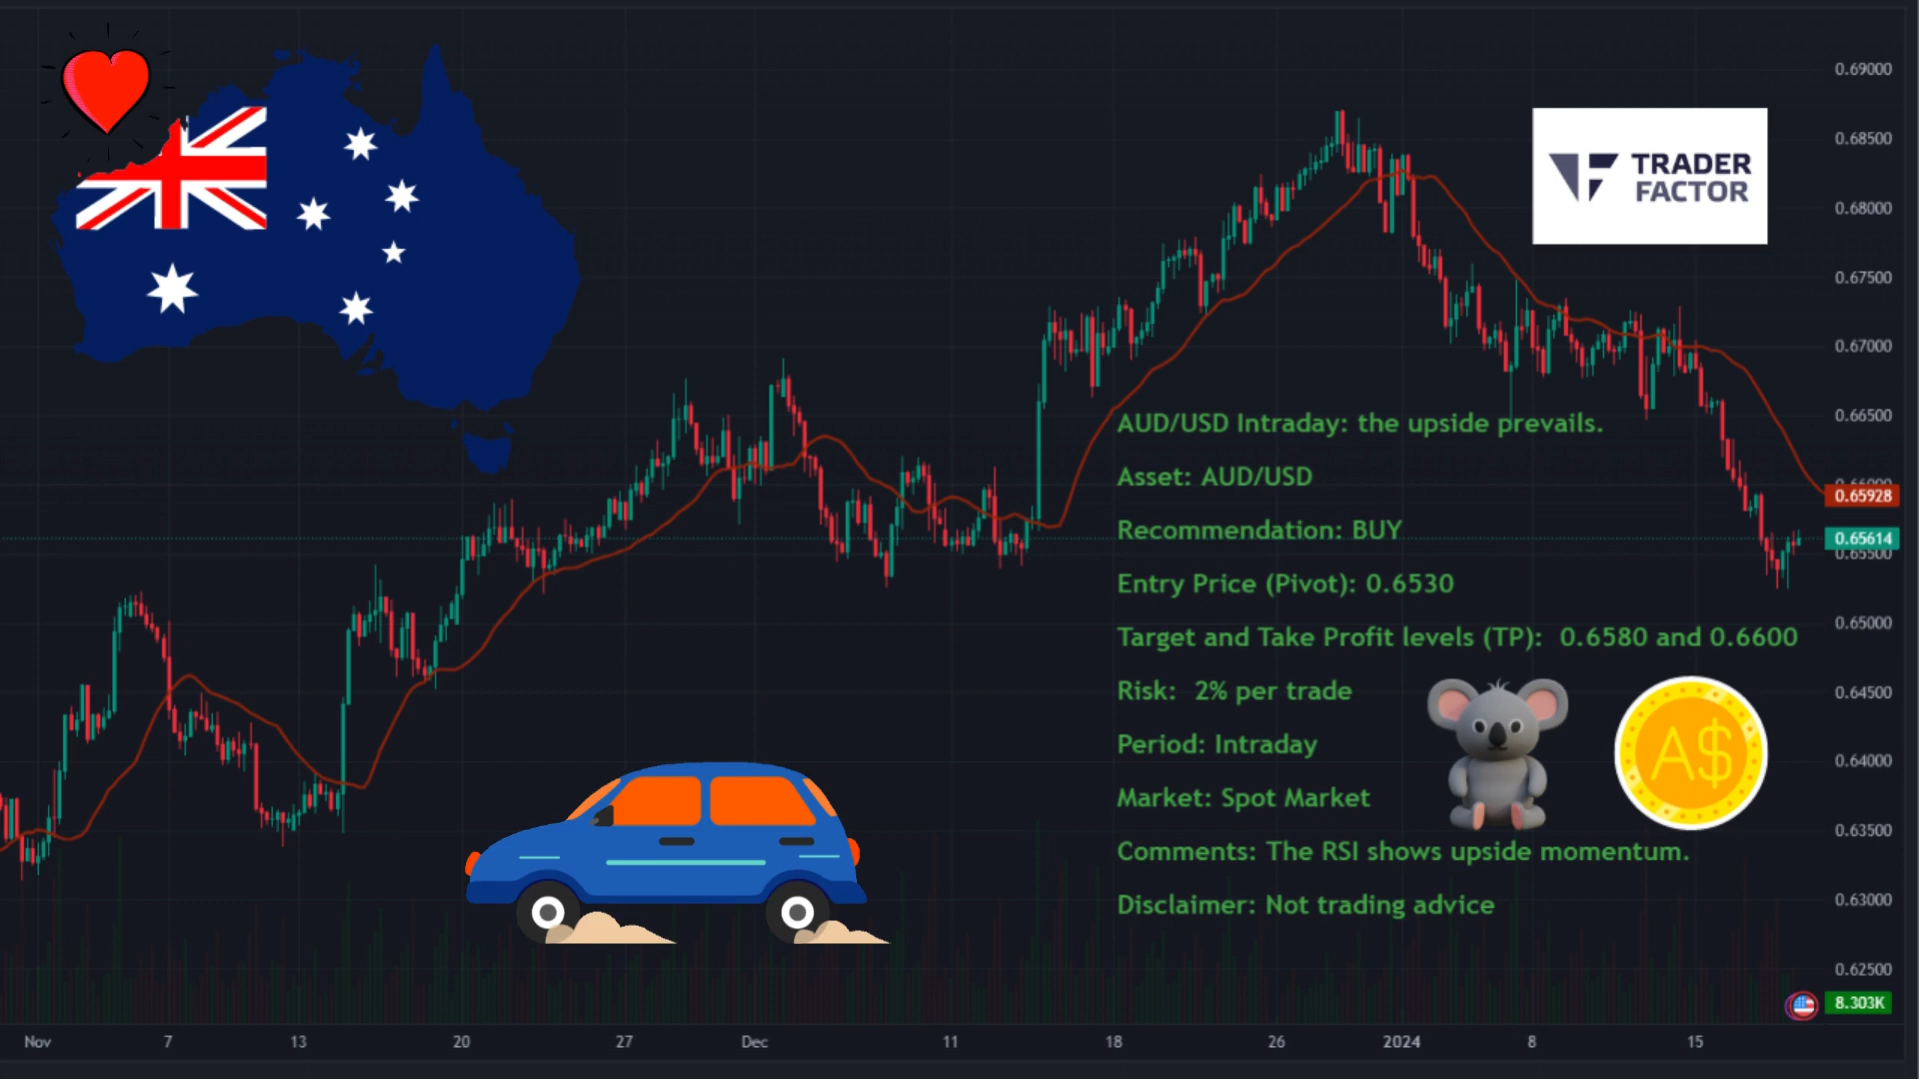 0.69000
0.68500
TRADER
FACTOR
0.68000
0.67500
0.67000
0.66500
AUD/USD Intraday: the upside prevails.
Asset: AUD/USD
0.66000
0.65928
Recommendation: BUY
0.65614
0.65500
Entry Price (Pivot): 0.6530
0.65000
Target and Take Profit levels (TP): 0.6580 and 0.6600
Risk: 2% per trade
0.64500
Period: Intraday
A$
0.64000
Market: Spot Market
0.63500
Comments: The RSI shows upside momentum.
0.63000
Disclaimer: Not trading advice
0.62500
8.303K
Nov 7 13 20 27 Dec 11 18 26 2024 8 15